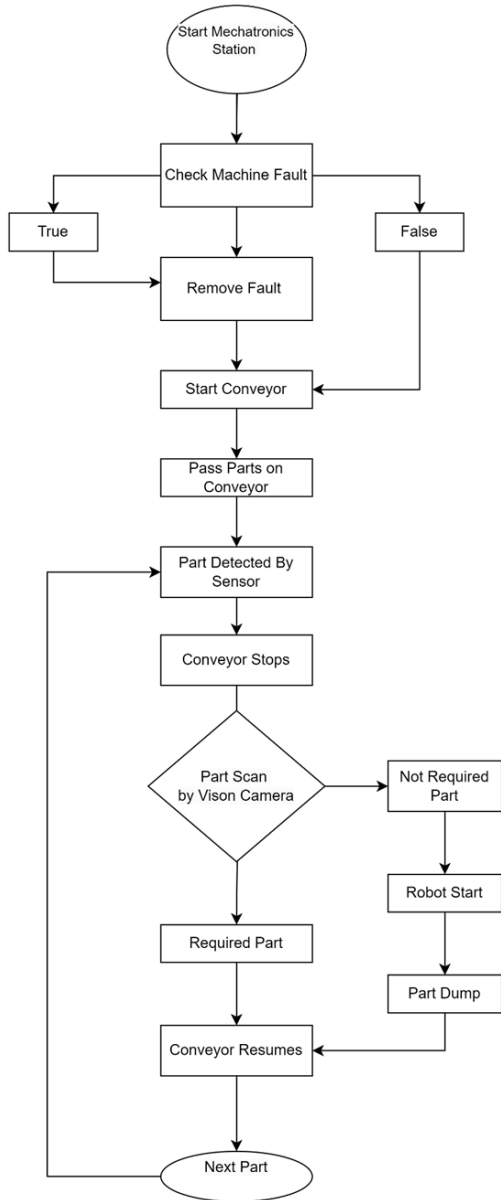 Start Mechatronics
Station
Check Machine Fault
True
False
Remove Fault
Start Conveyor
Pass Parts on
Conveyor
Part Detected By
Sensor
Conveyor Stops
Part Scan
by Vison Camera
Not Required
Part
Robot Start
Required Part
Part Dump
Conveyor Resumes
Next Part